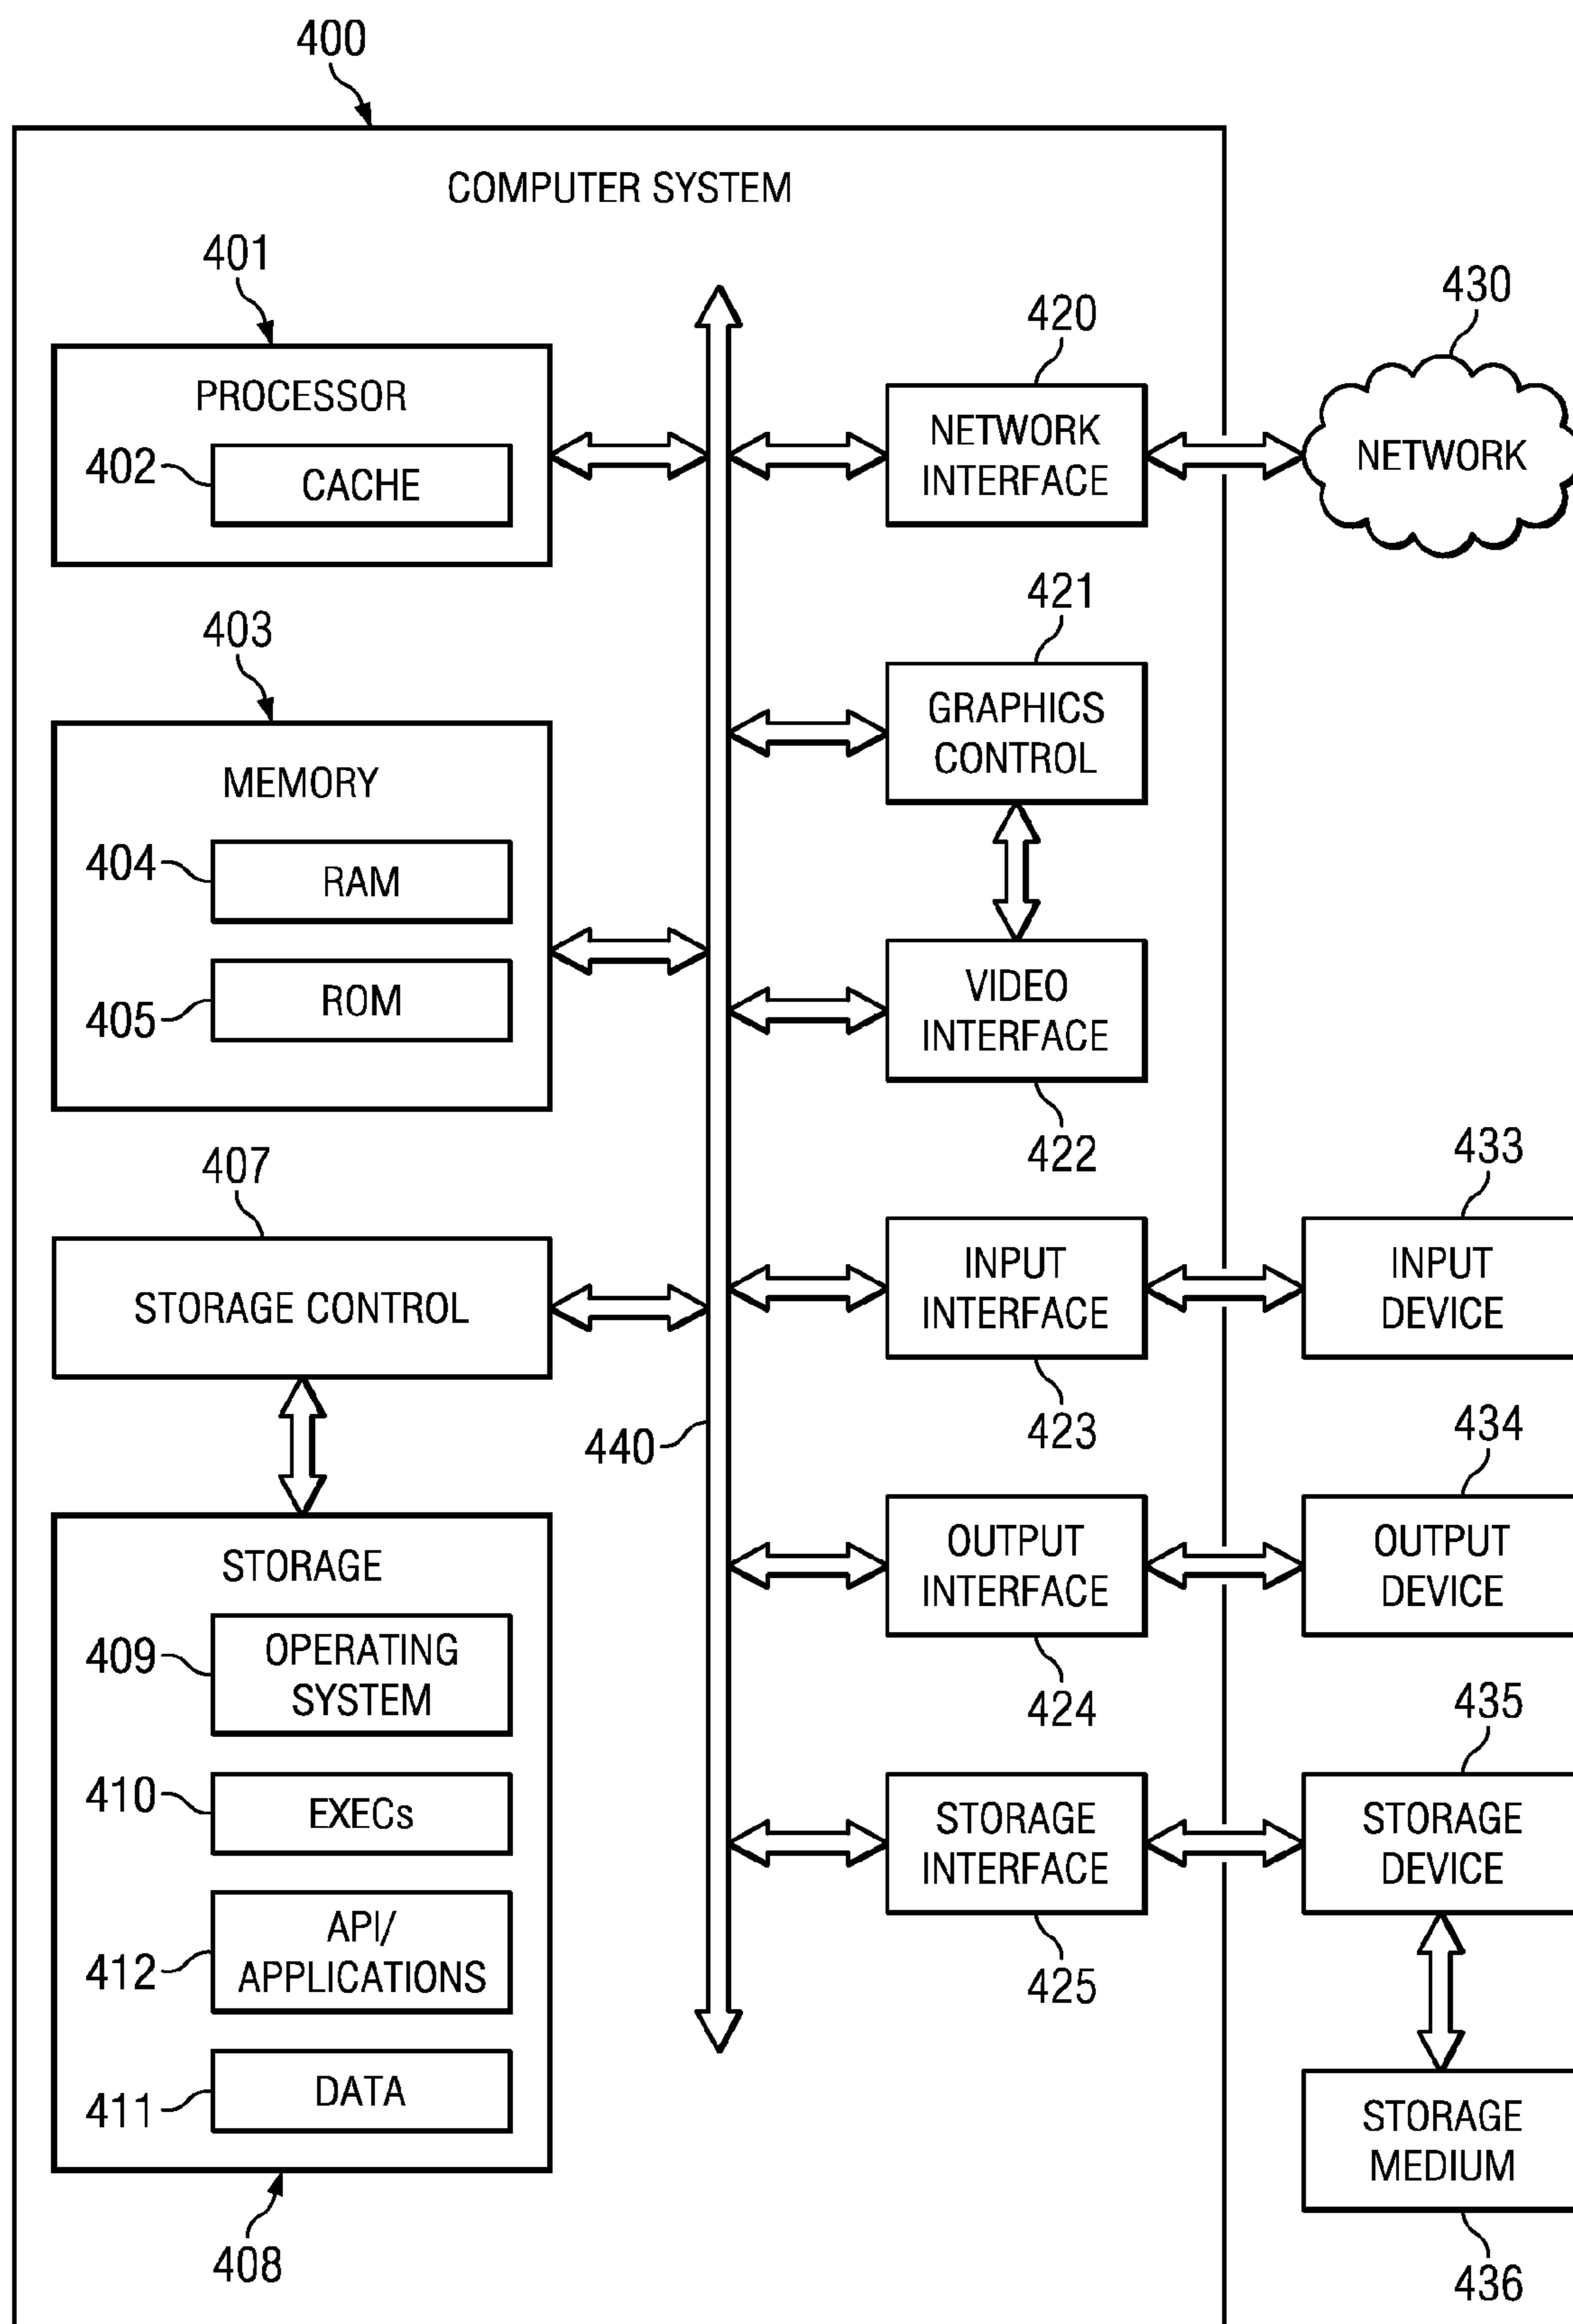 400
COMPUTER SYSTEM
401
PROCESSOR
402
CACHE
403
MEMORY
404
RAM
405
ROM
407
STORAGE CONTROL
STORAGE
409
OPERATING
SYSTEM
410
EXECs
412
API/
APPLICATIONS
411
DATA
408
440
420
NETWORK
INTERFACE
430
NETWORK
421
GRAPHICS
CONTROL
VIDEO
INTERFACE
422
INPUT
INTERFACE
423
433
INPUT
DEVICE
OUTPUT
INTERFACE
424
434
OUTPUT
DEVICE
STORAGE
INTERFACE
425
435
STORAGE
DEVICE
STORAGE
MEDIUM
436